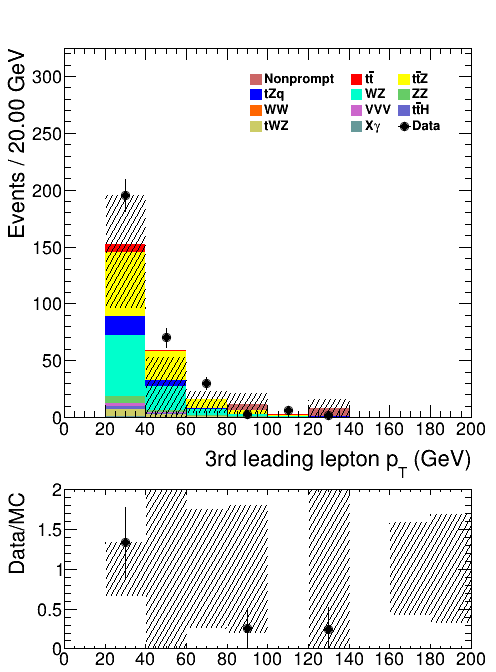 Events / 20.00 GeV
300
250
200
150
100
50
0
Nonprompt tt̄ tt̄Z
tZq WZ ZZ
WW VVV tt̄H
tWZ Xγ Data
0 20 40 60 80 100 120 140 160 180 200
3rd leading lepton p_T (GeV)
Data/MC
2
1.5
1
0.5
0
0 20 40 60 80 100 120 140 160 180 200